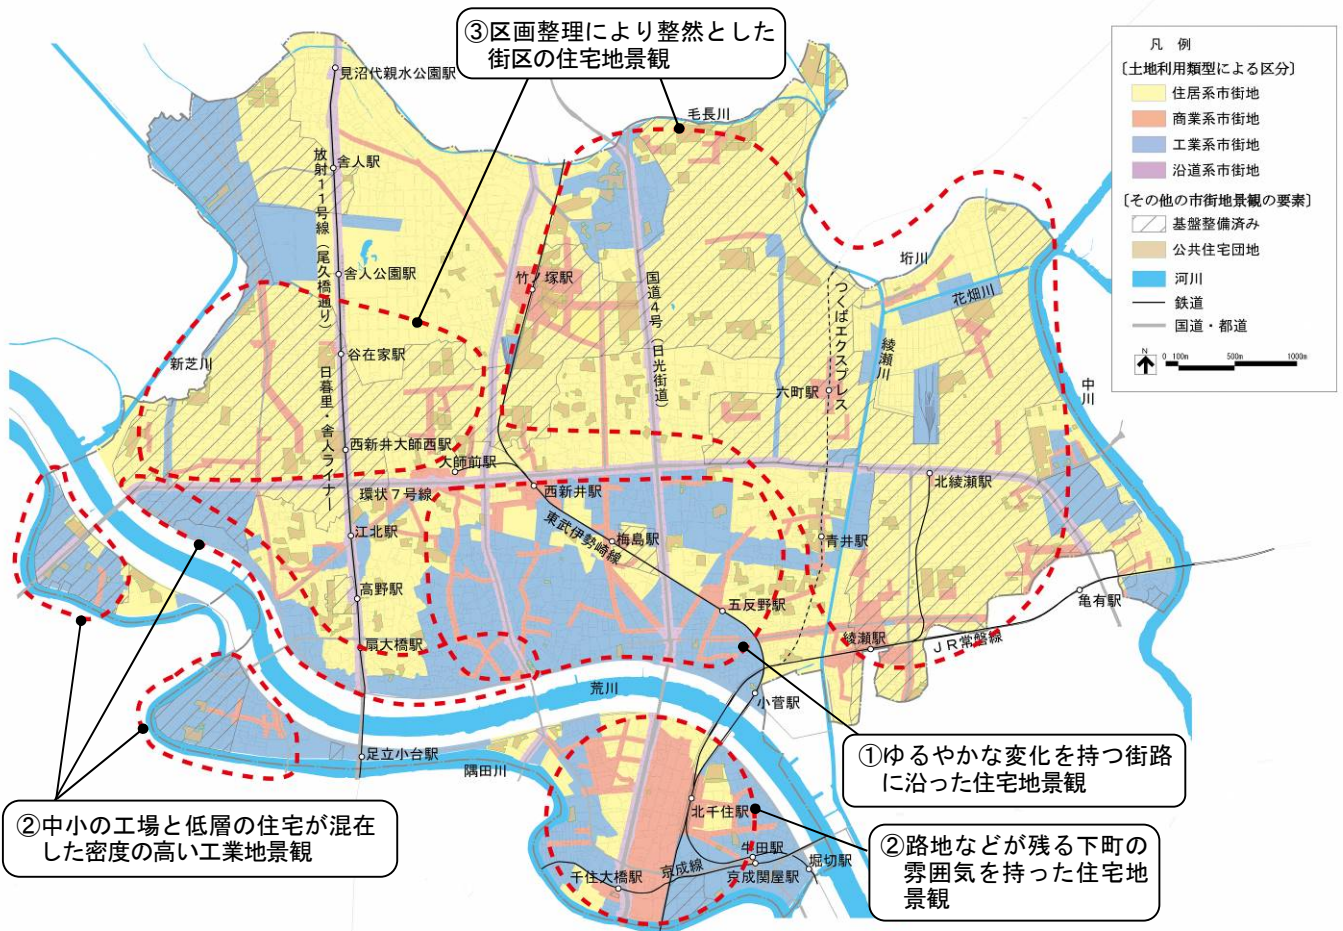 ③区画整理により整然とした
街区の住宅地景観
凡 例
〔土地利用類型による区分〕
住居系市街地
商業系市街地
工業系市街地
沿道系市街地
〔その他の市街地景観の要素〕
基盤整備済み
公共住宅団地
河川
鉄道
国道・都道
N
0 100m 500m 1000m
見沼代親水公園駅
毛長川
舎人駅
放射11号線（尾久橋通り）
舎人公園駅
竹ノ塚駅
国道4号（日光街道）
つくばエクスプレス
垳川
花畑川
綾瀬川
新芝川
谷在家駅
日暮里・舎人ライナー
六町駅
中川
西新井大師西駅
大師前駅
環状7号線
西新井駅
北綾瀬駅
東武伊勢崎線
江北駅
梅島駅
青井駅
高野駅
五反野駅
亀有駅
扇大橋駅
綾瀬駅
JR常磐線
荒川
小菅駅
足立小台駅
隅田川
①ゆるやかな変化を持つ街路
に沿った住宅地景観
②中小の工場と低層の住宅が混在
した密度の高い工業地景観
北千住駅
牛田駅
京成線
京成関屋駅
堀切駅
千住大橋駅
②路地などが残る下町の
雰囲気を持った住宅地
景観